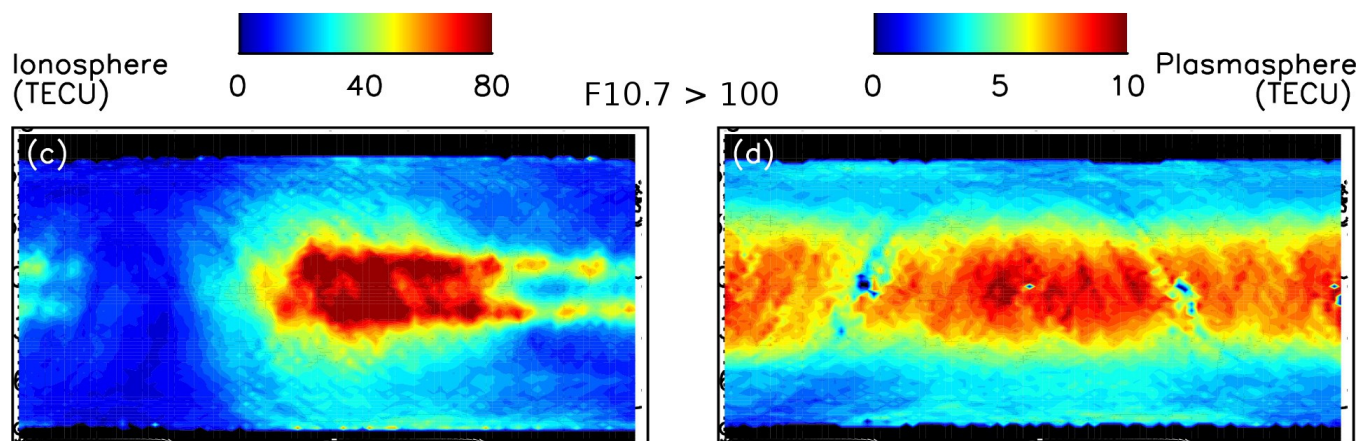 Ionosphere
(TECU)
0 40 80
F10.7 > 100
0 5 10
Plasmasphere
(TECU)
(c)
(d)